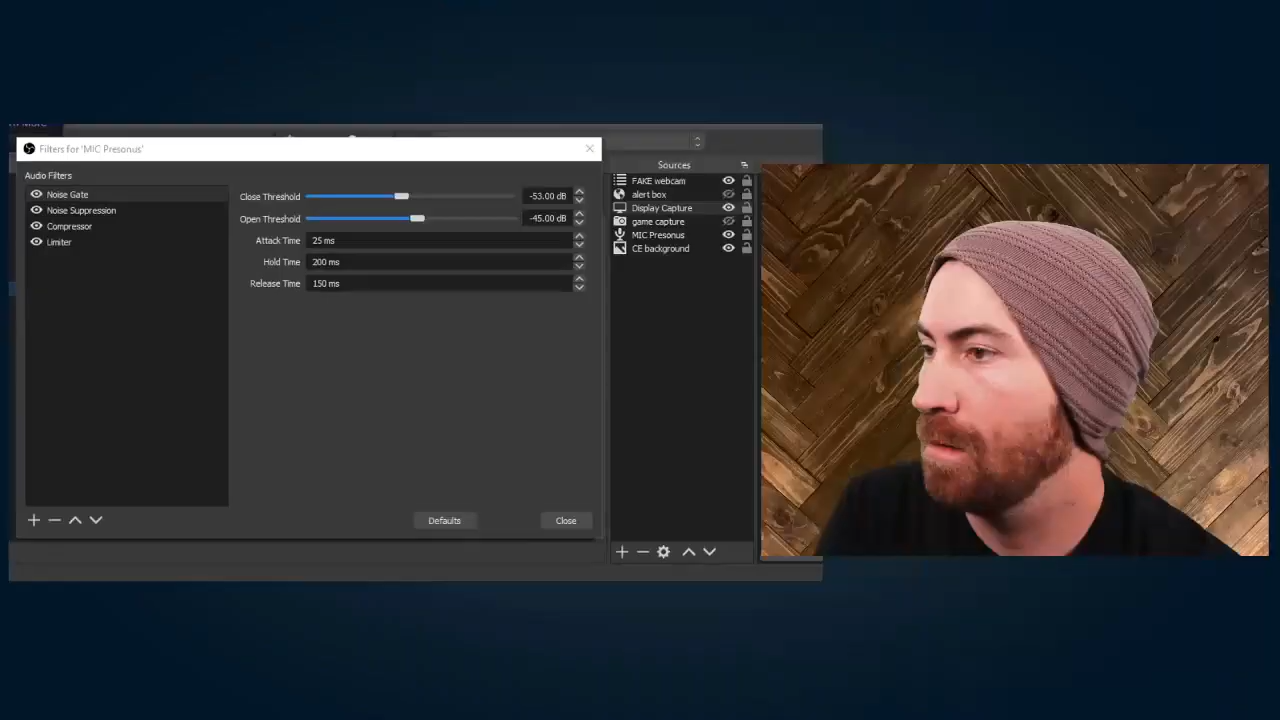 Filters for 'MIC Presonus'
Audio Filters
Noise Gate
Noise Suppression
Compressor
Limiter
Close Threshold -53.00 dB
Open Threshold -45.00 dB
Attack Time 25 ms
Hold Time 200 ms
Release Time 150 ms
Defaults
Close
Sources
FAKE webcam
alert box
Display Capture
game capture
MIC Presonus
CE background